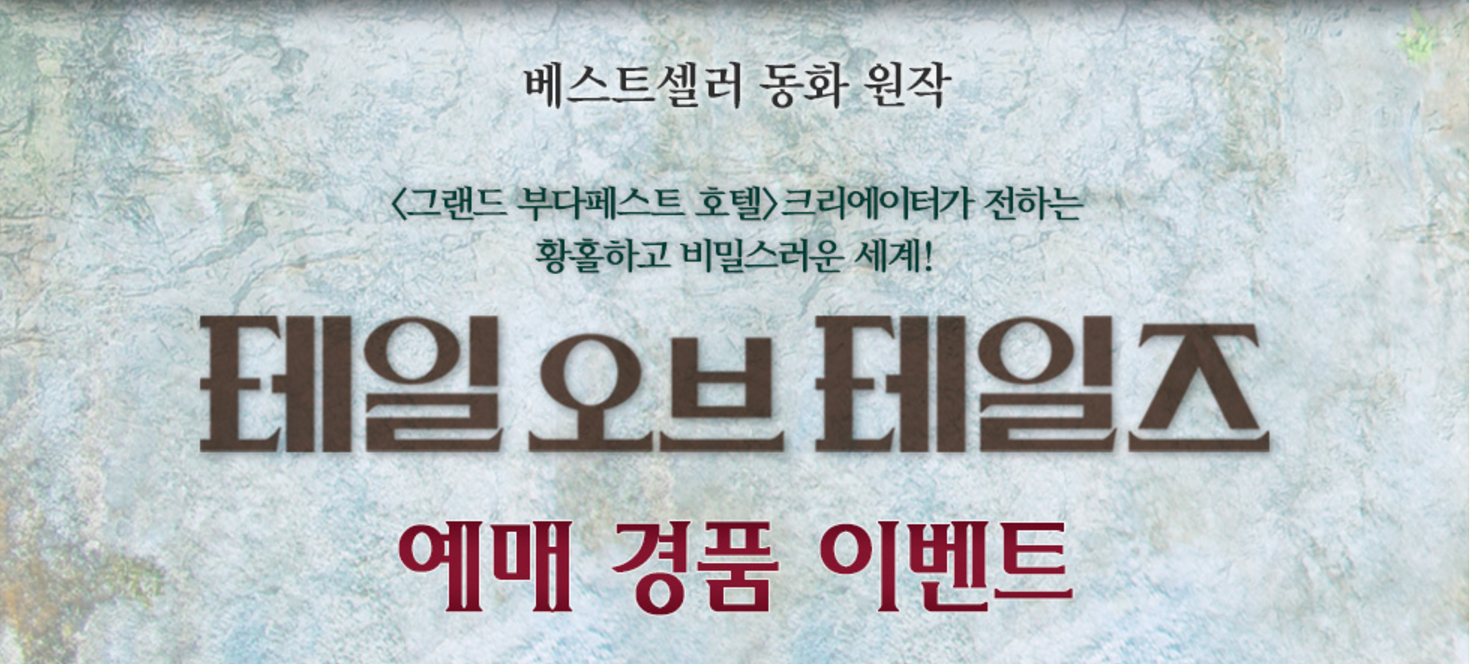 베스트셀러 동화 원작
<그랜드 부다페스트 호텔>크리에이터가 전하는
황홀하고 비밀스러운 세계!
테일 오브 테일즈
예매 경품 이벤트